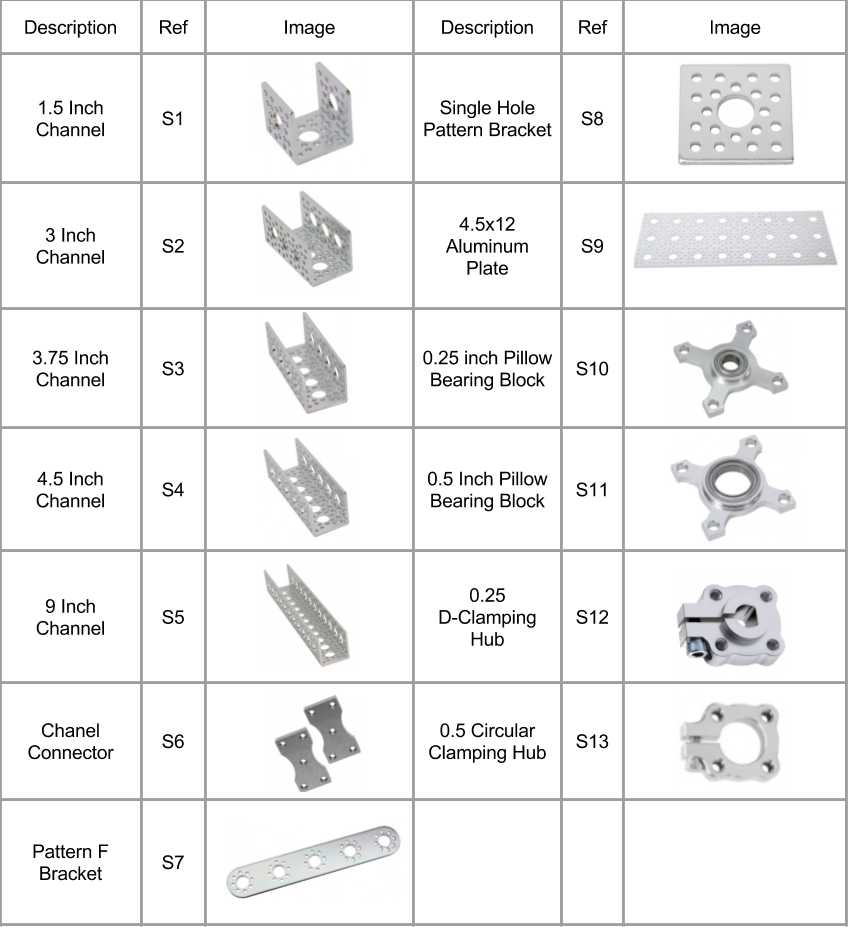 Description Ref Image Description Ref Image
1.5 Inch
Channel
S1
Single Hole
Pattern Bracket
S8
3 Inch
Channel
S2
4.5x12
Aluminum
Plate
S9
3.75 Inch
Channel
S3
0.25 inch Pillow
Bearing Block
S10
4.5 Inch
Channel
S4
0.5 Inch Pillow
Bearing Block
S11
9 Inch
Channel
S5
0.25
D-Clamping
Hub
S12
Chanel
Connector
S6
0.5 Circular
Clamping Hub
S13
Pattern F
Bracket
S7